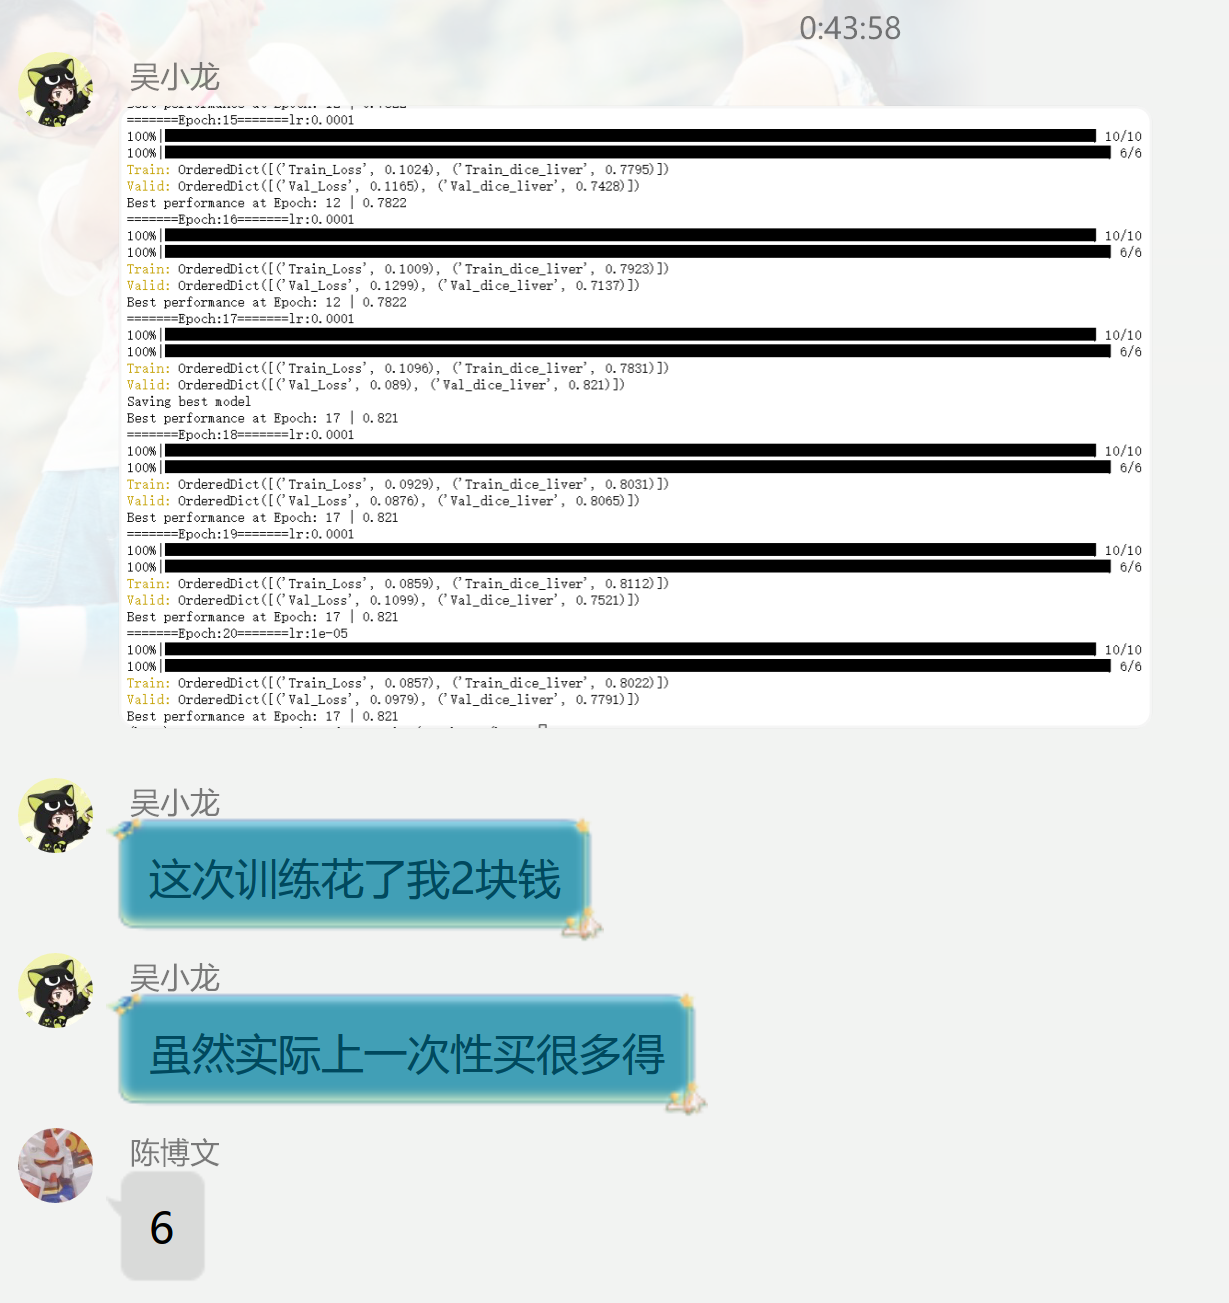 0:43:58
吴小龙
Best performance at Epoch: 12 | 0.7822
=======Epoch:15=======lr:0.0001
100%| 10/10
100%| 6/6
Train: OrderedDict([('Train_Loss', 0.1024), ('Train_dice_liver', 0.7795)])
Valid: OrderedDict([('Val_Loss', 0.1165), ('Val_dice_liver', 0.7428)])
Best performance at Epoch: 12 | 0.7822
=======Epoch:16=======lr:0.0001
100%| 10/10
100%| 6/6
Train: OrderedDict([('Train_Loss', 0.1009), ('Train_dice_liver', 0.7923)])
Valid: OrderedDict([('Val_Loss', 0.1299), ('Val_dice_liver', 0.7137)])
Best performance at Epoch: 12 | 0.7822
=======Epoch:17=======lr:0.0001
100%| 10/10
100%| 6/6
Train: OrderedDict([('Train_Loss', 0.1096), ('Train_dice_liver', 0.7831)])
Valid: OrderedDict([('Val_Loss', 0.089), ('Val_dice_liver', 0.821)])
Saving best model
Best performance at Epoch: 17 | 0.821
=======Epoch:18=======lr:0.0001
100%| 10/10
100%| 6/6
Train: OrderedDict([('Train_Loss', 0.0929), ('Train_dice_liver', 0.8031)])
Valid: OrderedDict([('Val_Loss', 0.0876), ('Val_dice_liver', 0.8065)])
Best performance at Epoch: 17 | 0.821
=======Epoch:19=======lr:0.0001
100%| 10/10
100%| 6/6
Train: OrderedDict([('Train_Loss', 0.0859), ('Train_dice_liver', 0.8112)])
Valid: OrderedDict([('Val_Loss', 0.1099), ('Val_dice_liver', 0.7521)])
Best performance at Epoch: 17 | 0.821
=======Epoch:20=======lr:1e-05
100%| 10/10
100%| 6/6
Train: OrderedDict([('Train_Loss', 0.0857), ('Train_dice_liver', 0.8022)])
Valid: OrderedDict([('Val_Loss', 0.0979), ('Val_dice_liver', 0.7791)])
Best performance at Epoch: 17 | 0.821
吴小龙
这次训练花了我2块钱
吴小龙
虽然实际上一次性买很多得
陈博文
6